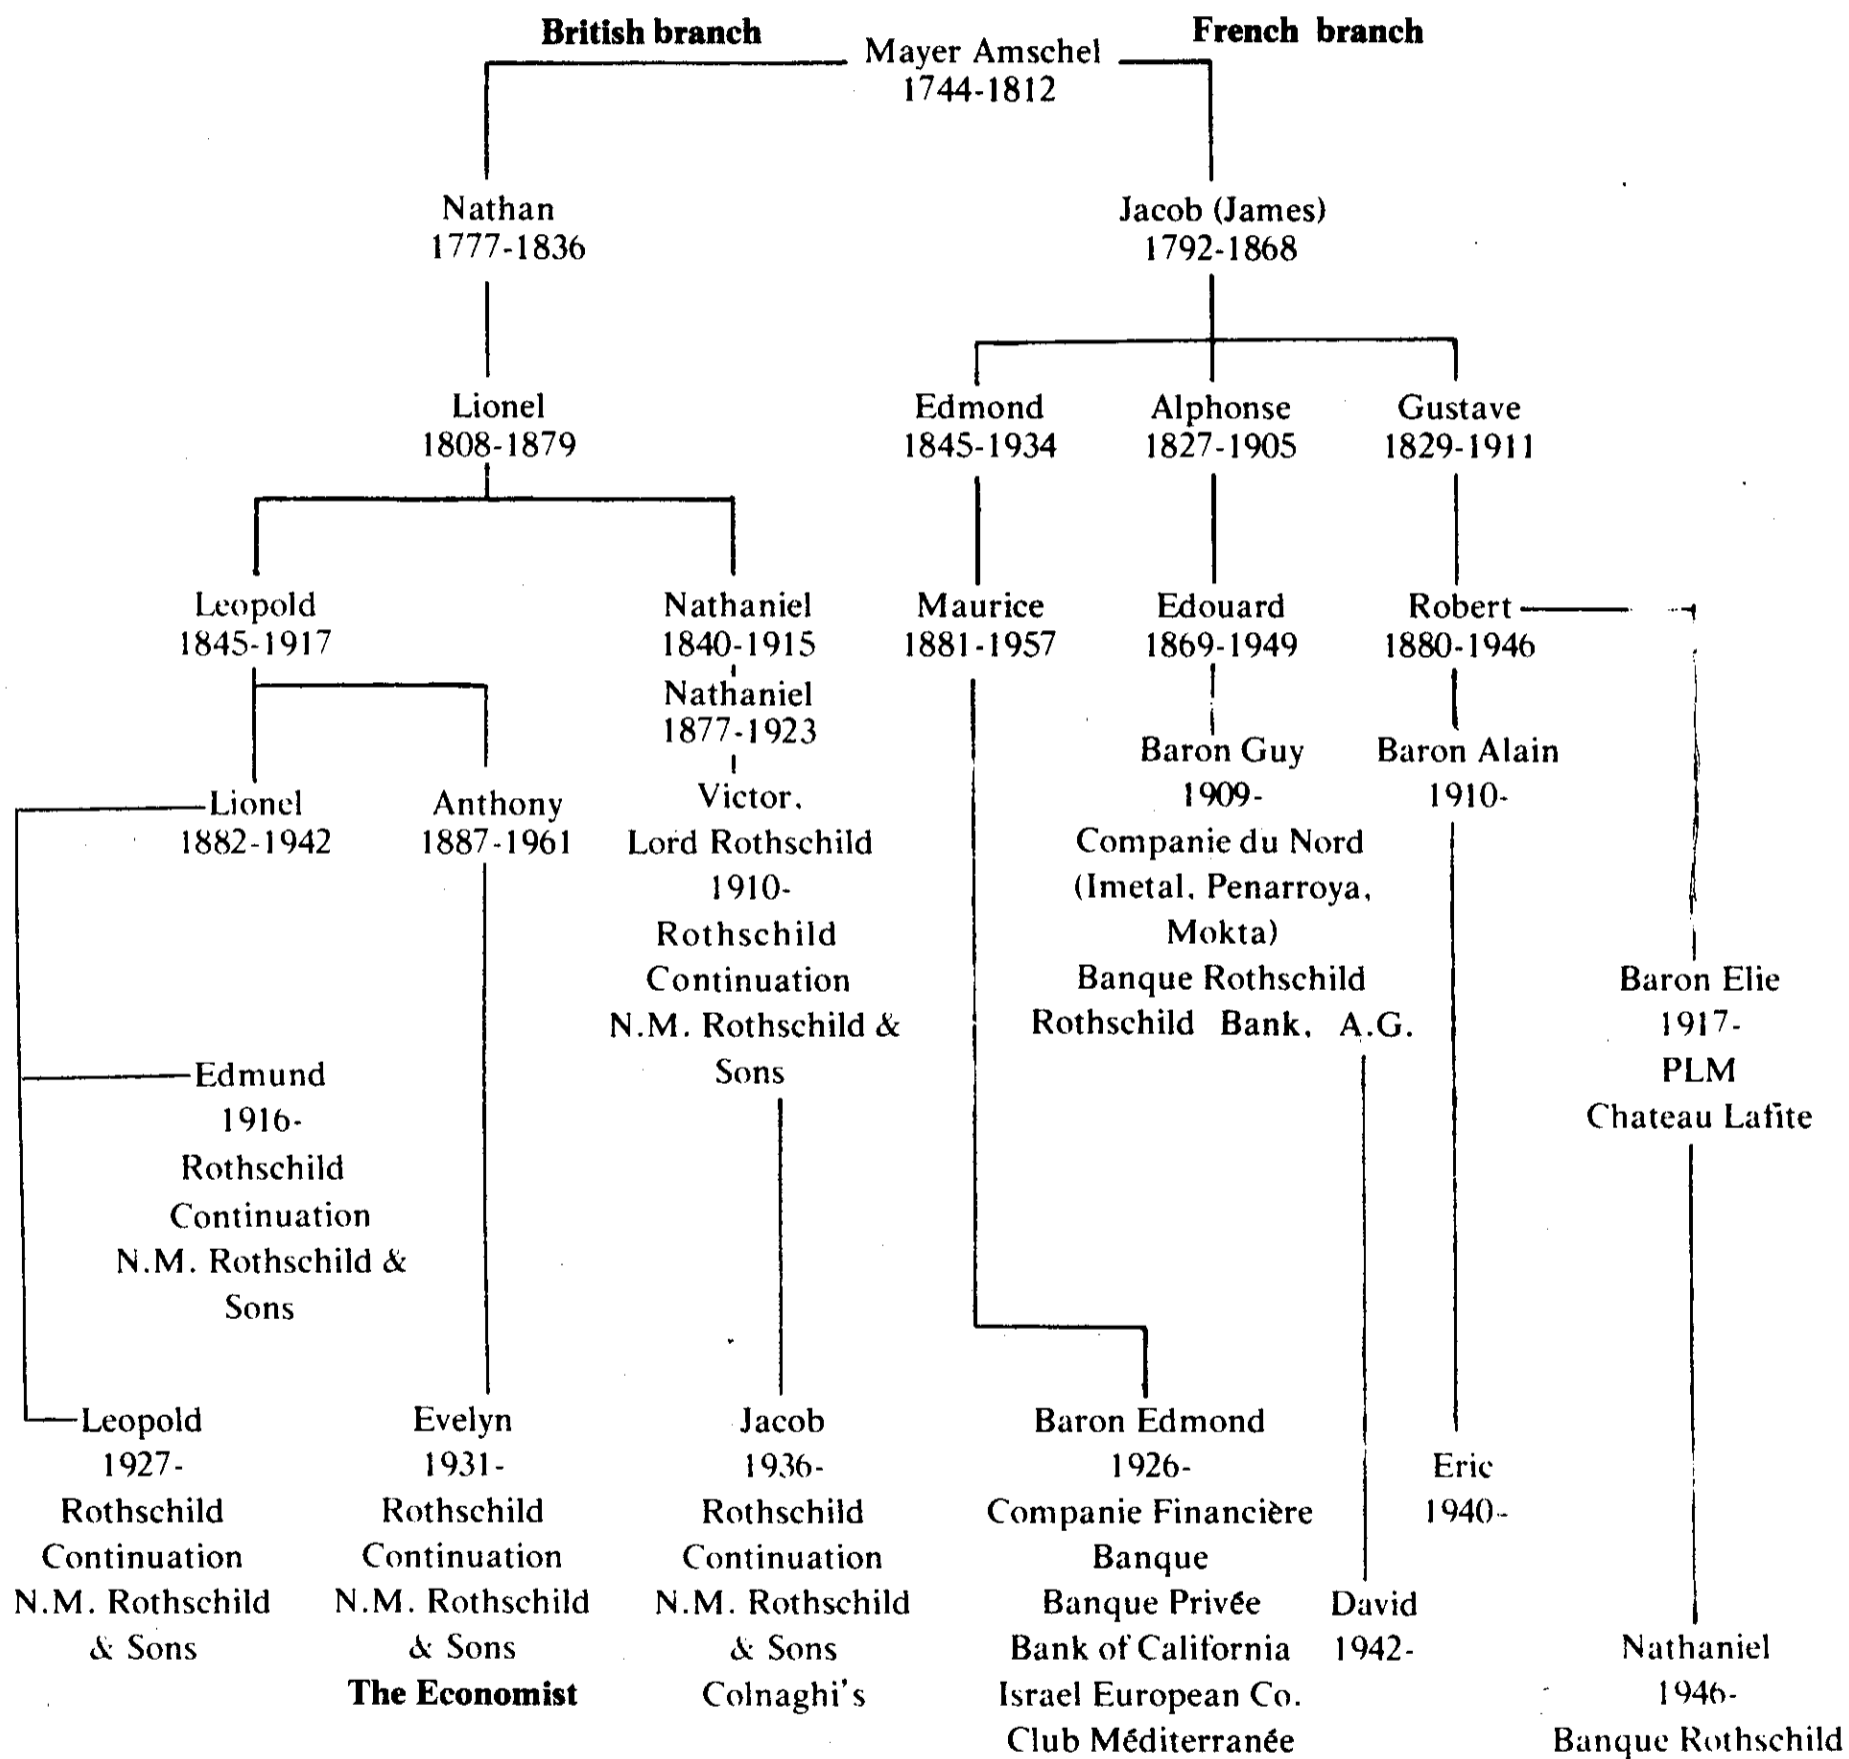 British branch
French branch
Mayer Amschel
1744-1812
Nathan
1777-1836
Jacob (James)
1792-1868
Lionel
1808-1879
Edmond
1845-1934
Alphonse
1827-1905
Gustave
1829-1911
Leopold
1845-1917
Nathaniel
1840-1915
Nathaniel
1877-1923
Maurice
1881-1957
Edouard
1869-1949
Robert
1880-1946
Lionel
1882-1942
Anthony
1887-1961
Victor,
Lord Rothschild
1910-
Rothschild
Continuation
N.M. Rothschild &
Sons
Baron Guy
1909-
Companie du Nord
(Imetal, Penarroya,
Mokta)
Banque Rothschild
Rothschild Bank, A.G.
Baron Alain
1910-
Baron Elie
1917-
PLM
Chateau Lafite
Edmund
1916-
Rothschild
Continuation
N.M. Rothschild &
Sons
Leopold
1927-
Rothschild
Continuation
N.M. Rothschild
& Sons
Evelyn
1931-
Rothschild
Continuation
N.M. Rothschild
& Sons
The Economist
Jacob
1936-
Rothschild
Continuation
N.M. Rothschild
& Sons
Colnaghi's
Baron Edmond
1926-
Companie Financière
Banque
Banque Privée
Bank of California
Israel European Co.
Club Méditerranée
David
1942-
Eric
1940-
Nathaniel
1946-
Banque Rothschild